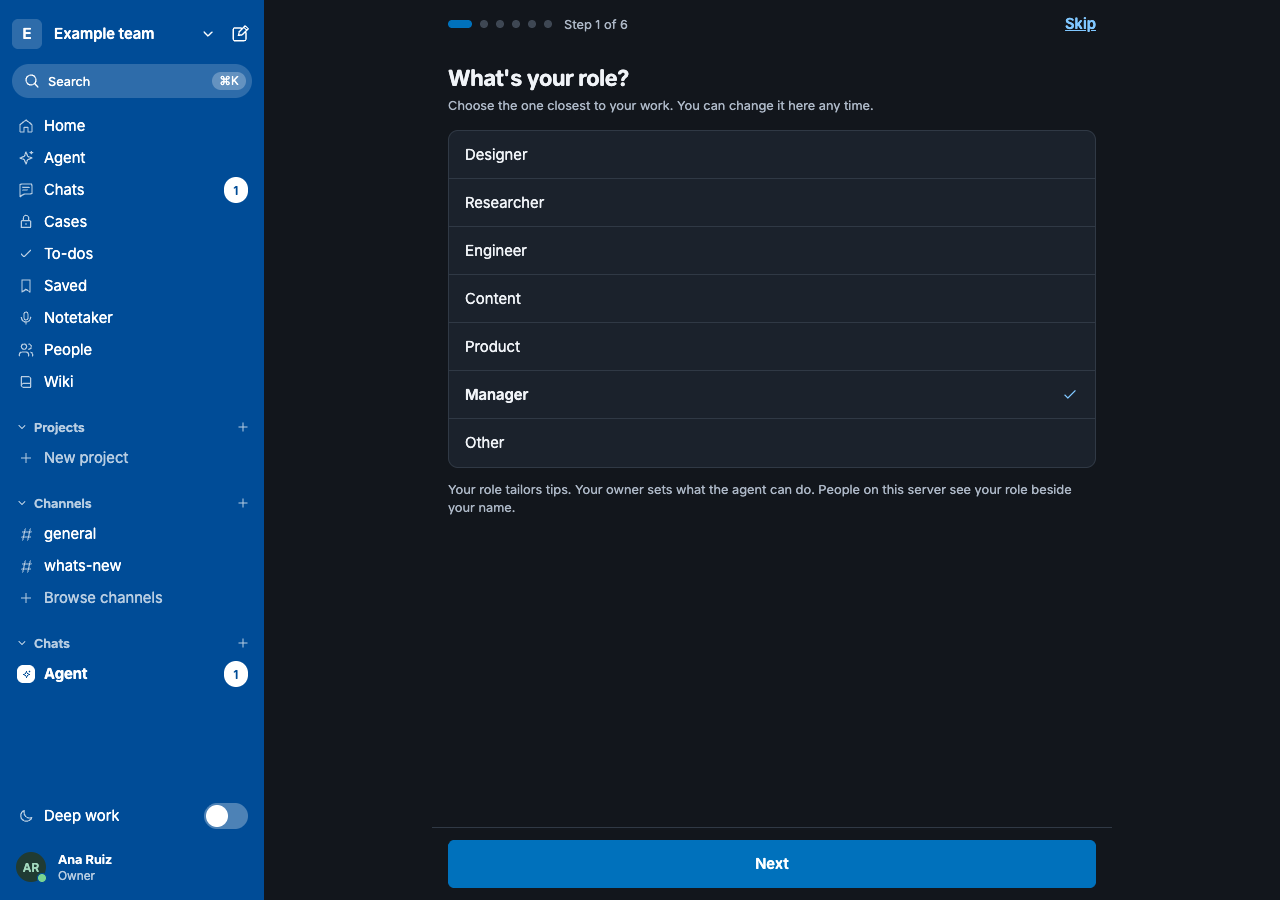 E Example team
Search ⌘K
Home
Agent
Chats 1
Cases
To-dos
Saved
Notetaker
People
Wiki
Projects
New project
Channels
# general
# whats-new
Browse channels
Chats
Agent 1
Deep work
AR Ana Ruiz
Owner
Step 1 of 6
Skip
What's your role?
Choose the one closest to your work. You can change it here any time.
Designer
Researcher
Engineer
Content
Product
Manager
Other
Your role tailors tips. Your owner sets what the agent can do. People on this server see your role beside
your name.
Next